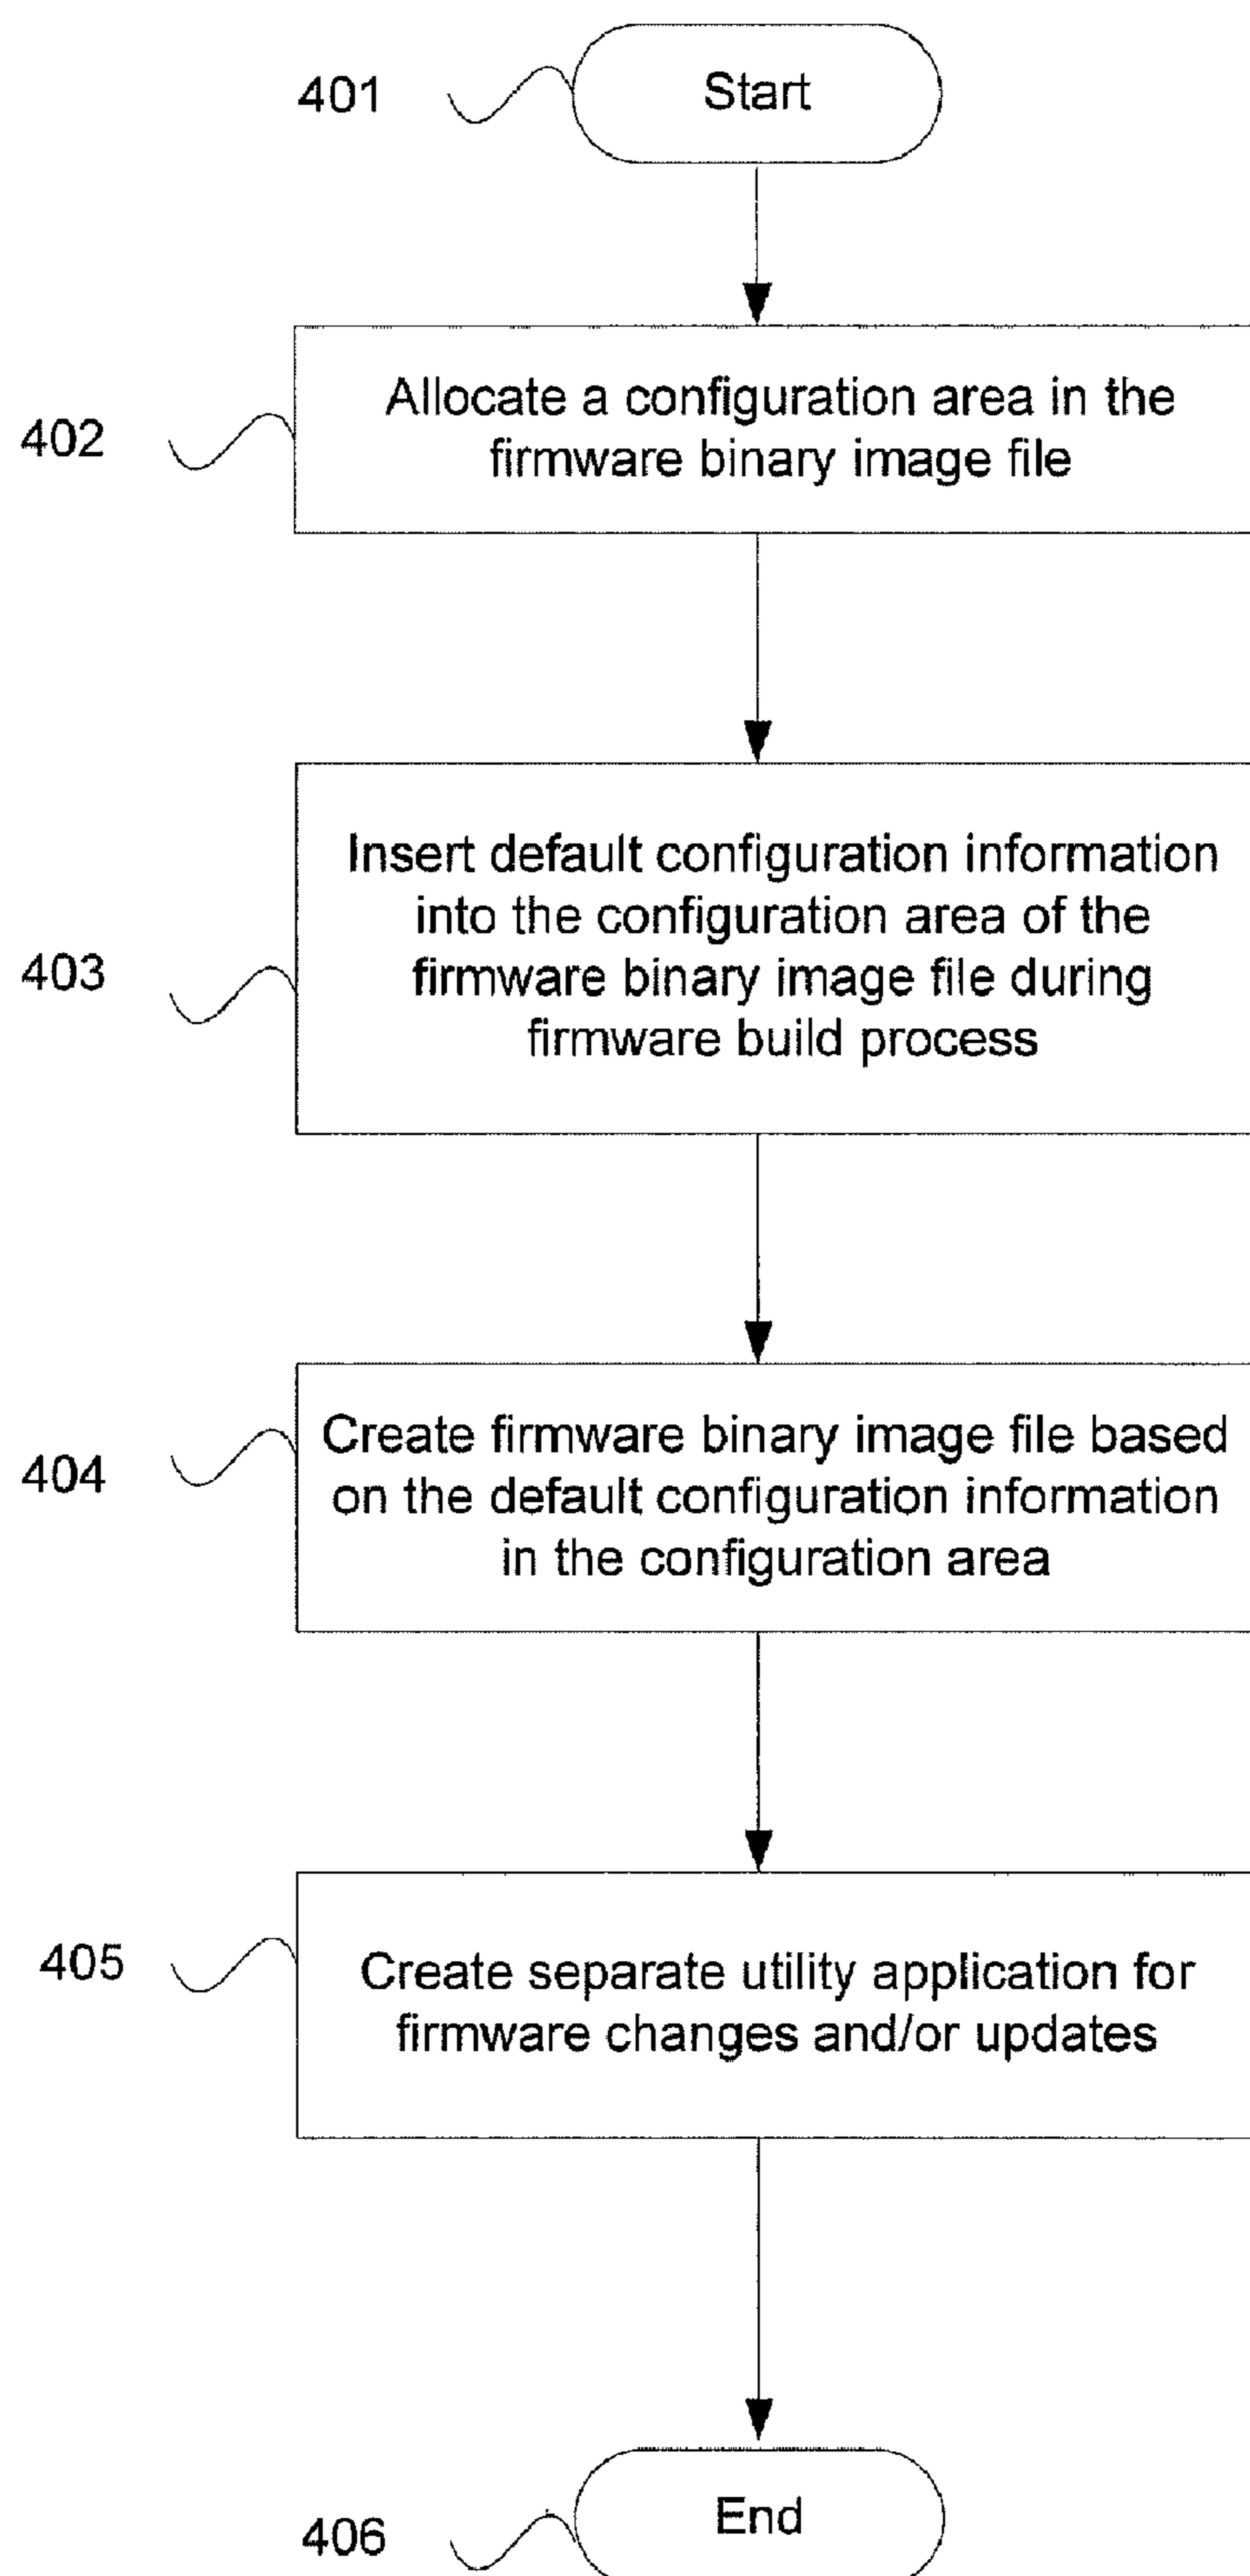 401
Start
402
Allocate a configuration area in the
firmware binary image file
403
Insert default configuration information
into the configuration area of the
firmware binary image file during
firmware build process
404
Create firmware binary image file based
on the default configuration information
in the configuration area
405
Create separate utility application for
firmware changes and/or updates
406
End